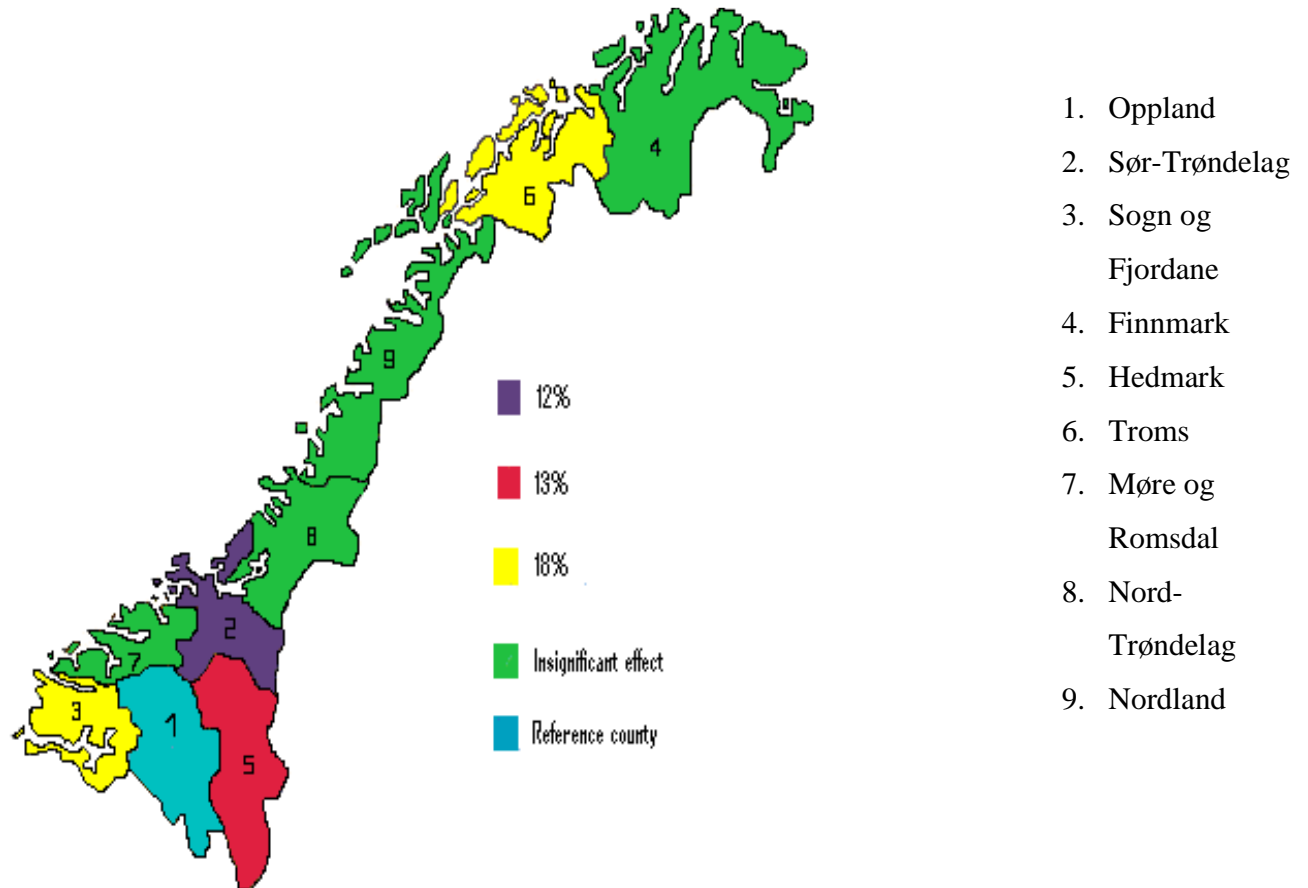 4
6
9
8
2
7
3
1
5
12%
13%
18%
Insignificant effect
Reference county
1. Oppland
2. Sør-Trøndelag
3. Sogn og
Fjordane
4. Finnmark
5. Hedmark
6. Troms
7. Møre og
Romsdal
8. Nord-
Trøndelag
9. Nordland